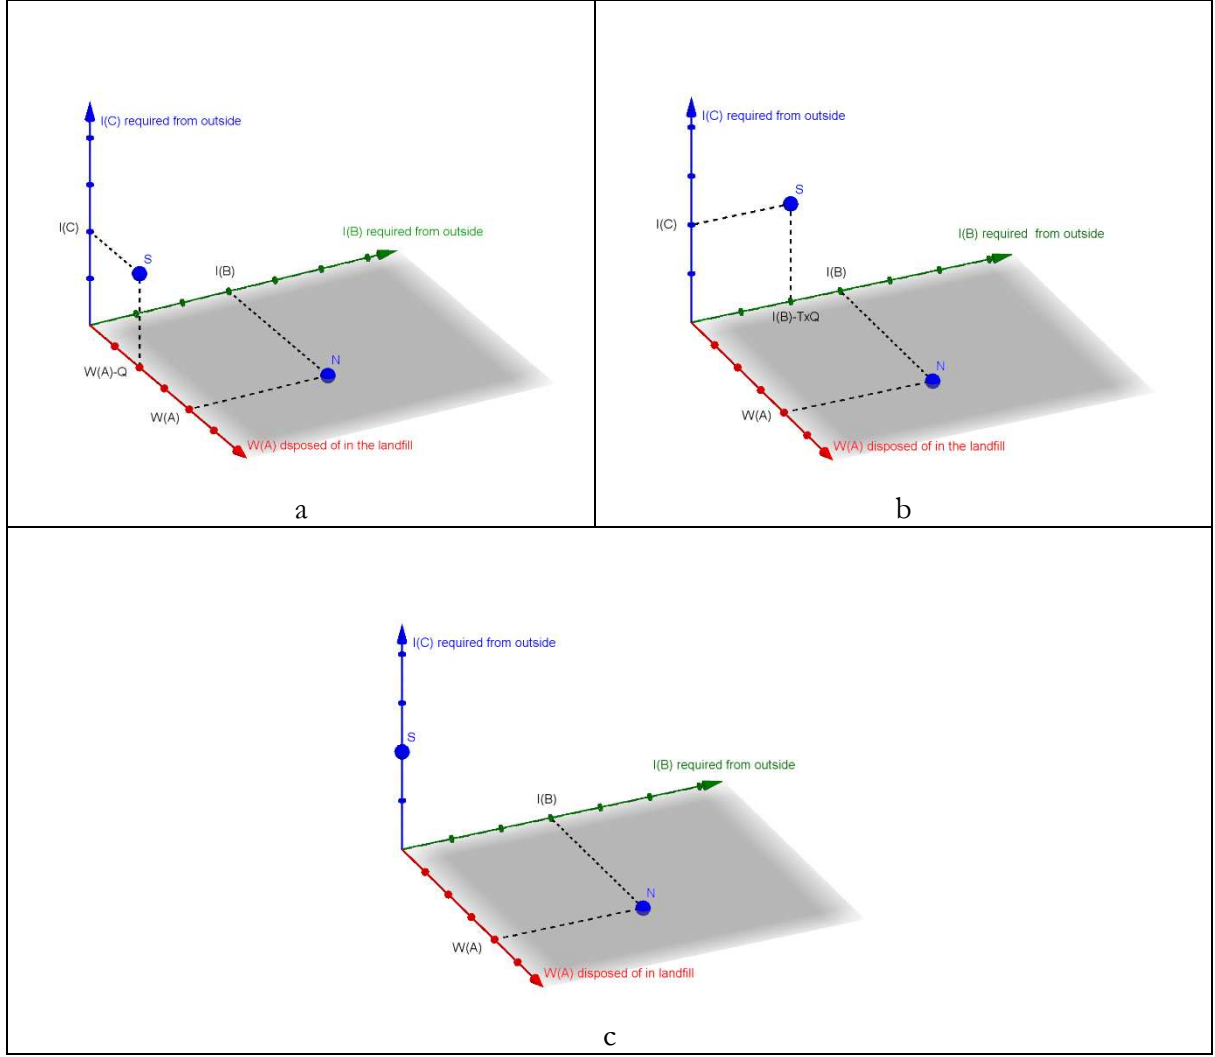 I(C) required from outside
I(C)
S
I(B) required from outside
I(B)
W(A)-Q
N
W(A)
W(A) dsposed of in the landfill
a
I(C) required from outside
S
I(C)
I(B) required from outside
I(B)
I(B)-TxQ
N
W(A)
W(A) disposed of in the landfill
b
I(C) required from outside
S
I(B) required from outside
I(B)
N
W(A)
W(A) disposed of in landfill
c